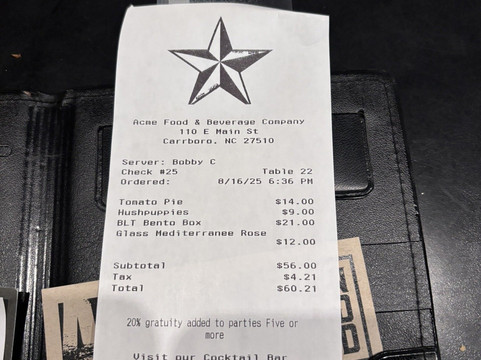 Acme Food & Beverage Company
110 E Main St
Carrboro, NC 27510
Server: Bobby C
Check #25 Table 22
Ordered: 8/16/25 6:36 PM
Tomato Pie $14.00
Hushpuppies $9.00
BLT Bento Box $21.00
Glass Mediterranee Rose
$12.00
Subtotal $56.00
Tax $4.21
Total $60.21
20% gratuity added to parties Five or
more
Visit our Cocktail Bar